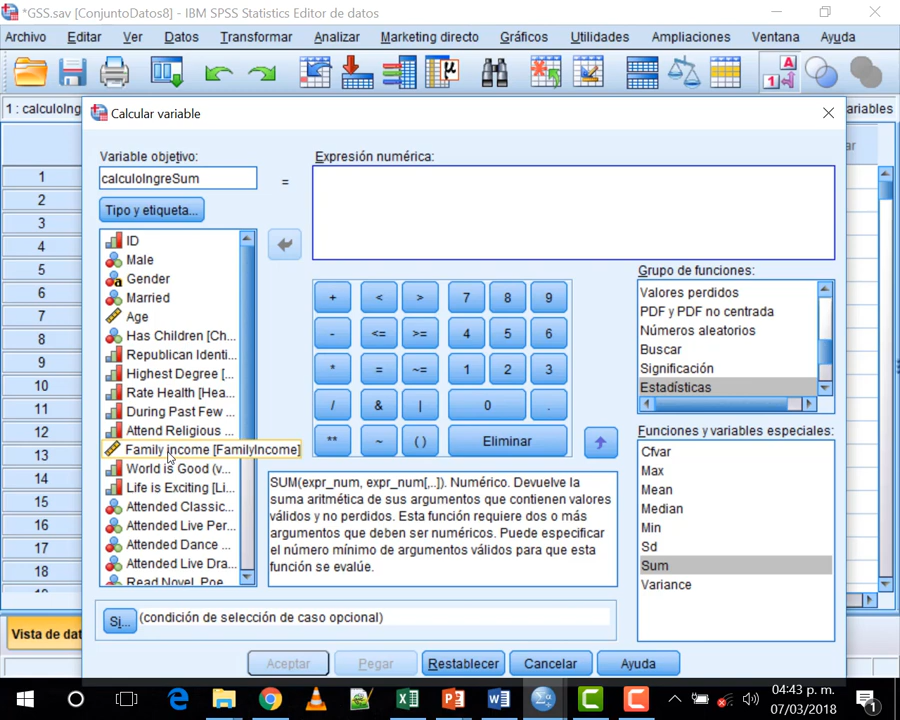 *GSS.sav [ConjuntoDatos8] - IBM SPSS Statistics Editor de datos
Archivo Editar Ver Datos Transformar Analizar Marketing directo Gráficos Utilidades Ampliaciones Ventana Ayuda
1 : calculoIng
ariables
Calcular variable
Variable objetivo:
calculoIngreSum
=
Expresión numérica:
Tipo y etiqueta...
ID
Male
Gender
Married
Age
Has Children [Ch...
Republican Identi...
Highest Degree [...
Rate Health [Hea...
During Past Few ...
Attend Religious ...
Family income [FamilyIncome]
World is Good (v...
Life is Exciting [Li...
Attended Classic...
Attended Live Per...
Attended Dance ...
Attended Live Dra...
Read Novel, Poe...
+ < > 7 8 9
- <= >= 4 5 6
* = ~= 1 2 3
/ & | 0 .
** ~ ( ) Eliminar
Grupo de funciones:
Valores perdidos
PDF y PDF no centrada
Números aleatorios
Buscar
Significación
Estadísticas
Funciones y variables especiales:
Cfvar
Max
Mean
Median
Min
Sd
Sum
Variance
SUM(expr_num, expr_num[,..]). Numérico. Devuelve la
suma aritmética de sus argumentos que contienen valores
válidos y no perdidos. Esta función requiere dos o más
argumentos que deben ser numéricos. Puede especificar
el número mínimo de argumentos válidos para que esta
función se evalúe.
Si... (condición de selección de caso opcional)
Aceptar Pegar Restablecer Cancelar Ayuda
1
2
3
4
5
6
7
8
9
10
11
12
13
14
15
16
17
18
Vista de dat
04:43 p. m.
07/03/2018
1